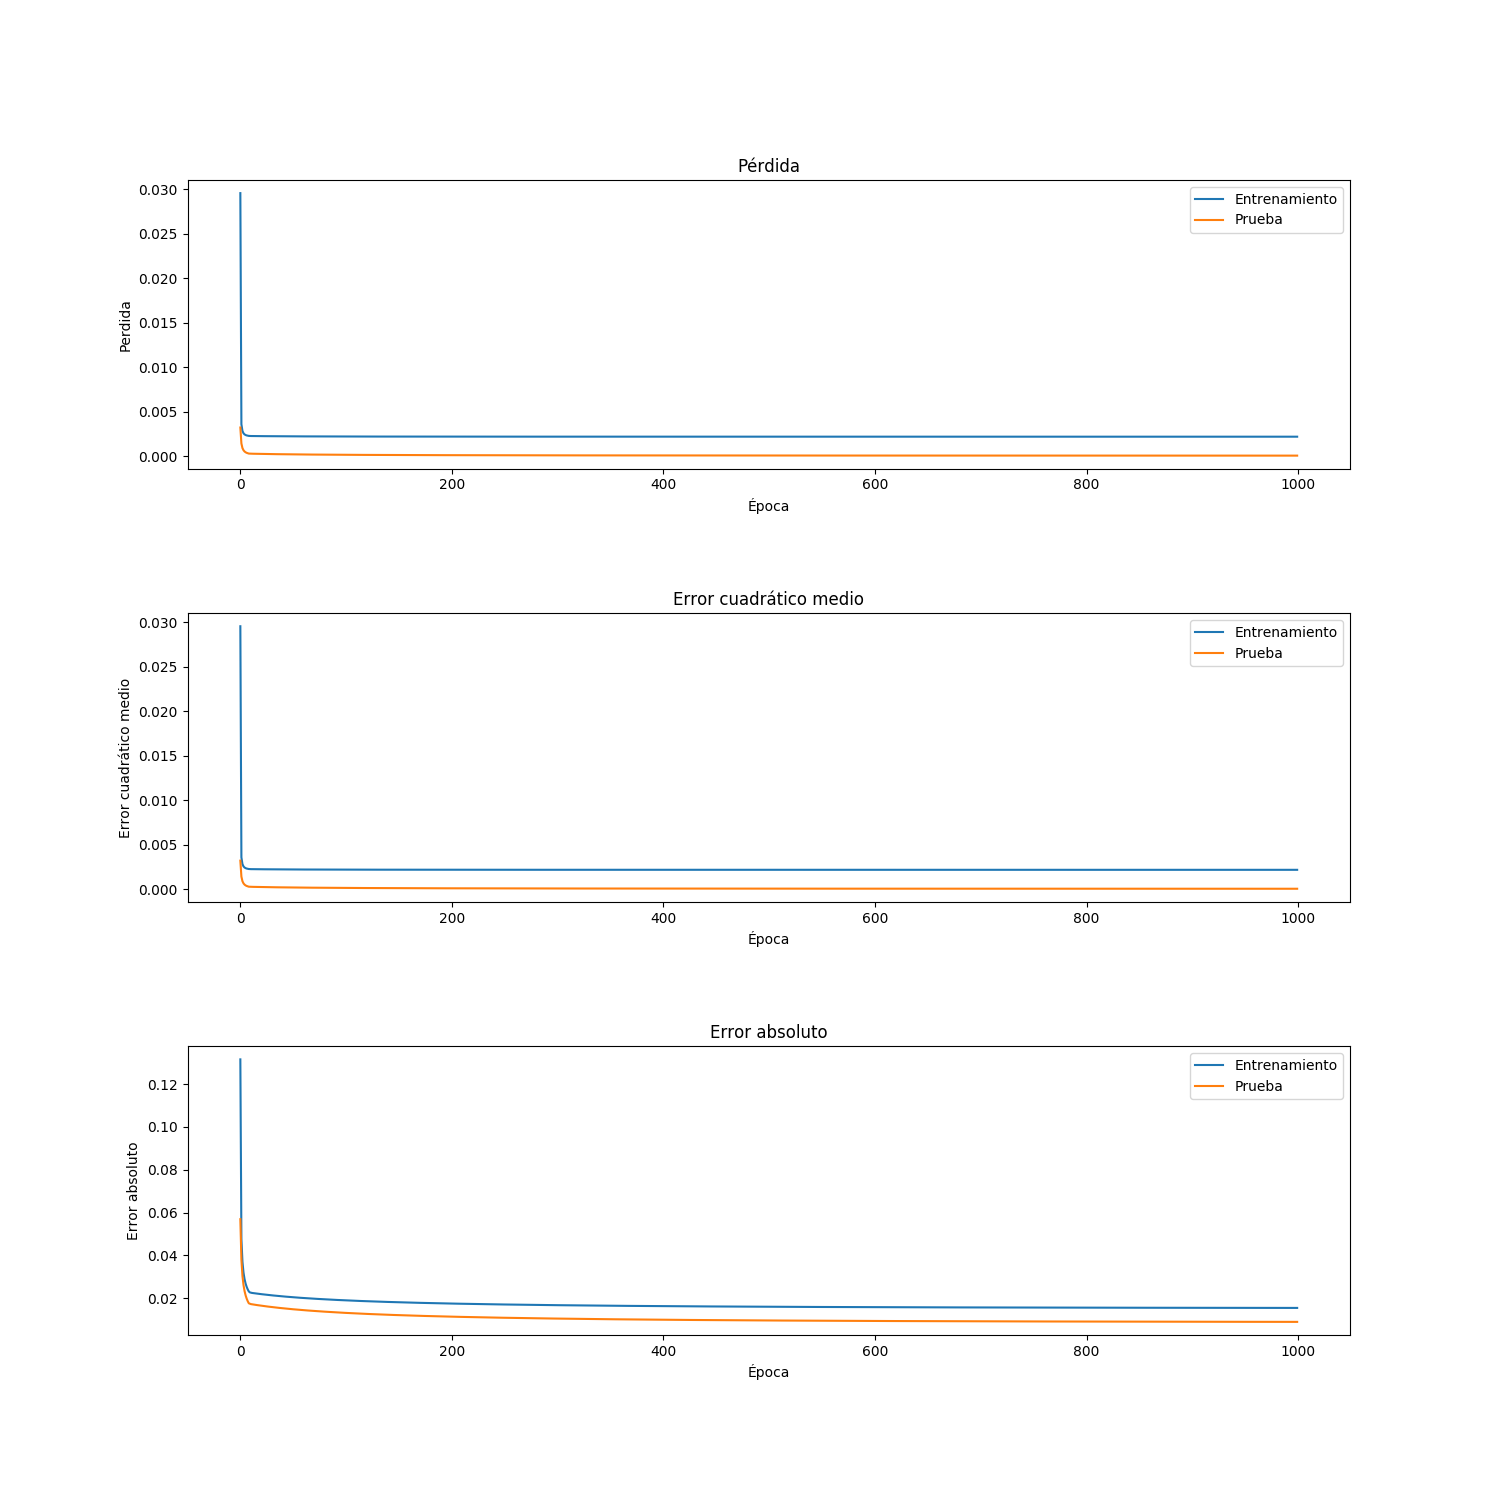 Pérdida
0.030
0.025
0.020
0.015
0.010
0.005
0.000
Perdida
Entrenamiento
Prueba
0 200 400 600 800 1000
Época
Error cuadrático medio
0.030
0.025
0.020
0.015
0.010
0.005
0.000
Error cuadrático medio
Entrenamiento
Prueba
0 200 400 600 800 1000
Época
Error absoluto
0.12
0.10
0.08
0.06
0.04
0.02
Error absoluto
Entrenamiento
Prueba
0 200 400 600 800 1000
Época